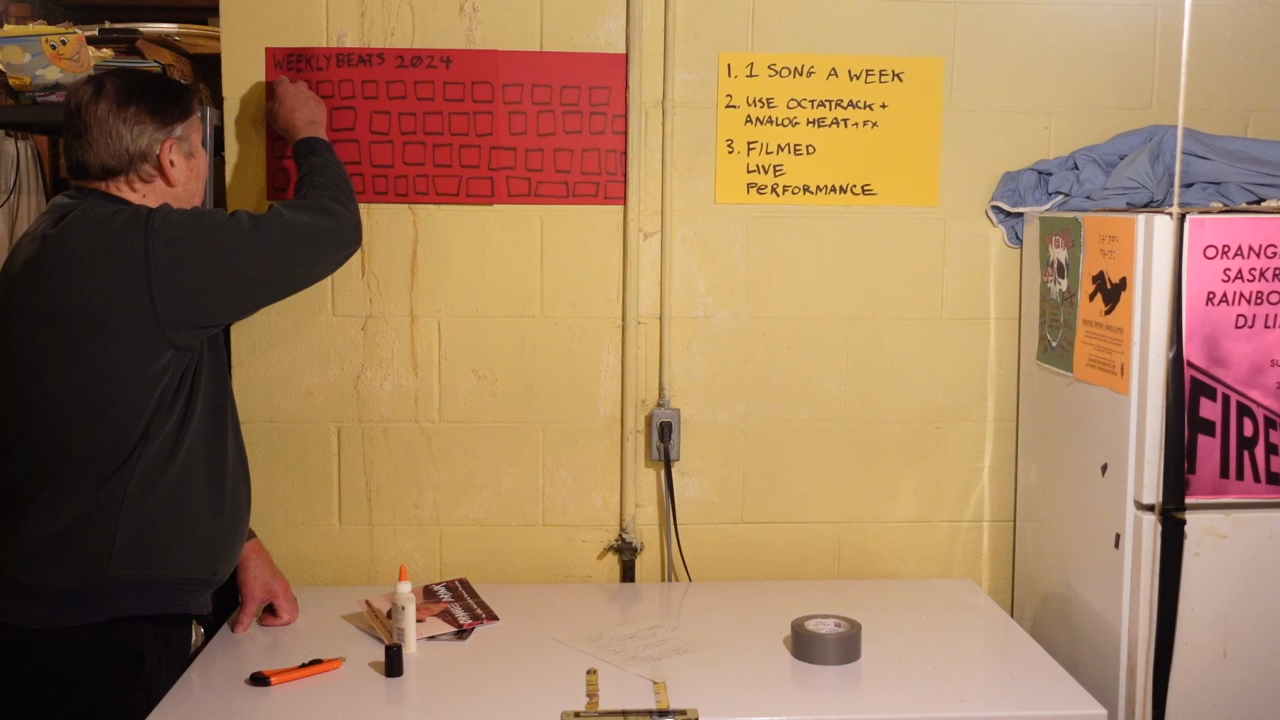 WEEKLY BEATS 2024
1. 1 SONG A WEEK
2. USE OCTATRACK +
ANALOG HEAT + FX
3. FILMED
LIVE
PERFORMANCE
ORANGE
SASKR
RAINBO
DJ LI
FIRE